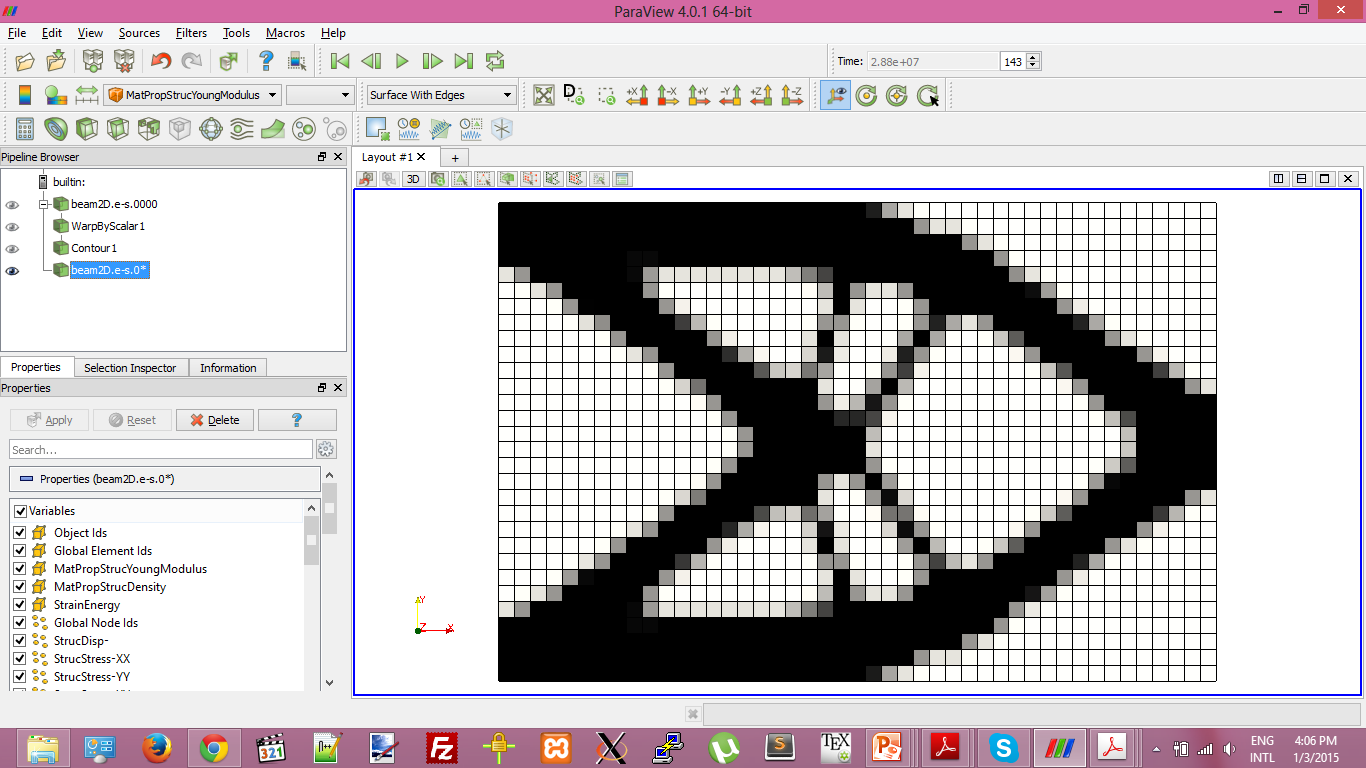 ParaView 4.0.1 64-bit
File Edit View Sources Filters Tools Macros Help
? Time: 2.88e+07 143
MatPropStrucYoungModulus Surface With Edges D +X -X +Y -Y +Z -Z
Pipeline Browser
Layout #1 +
builtin:
3D
beam2D.e-s.0000
WarpByScalar1
Contour1
beam2D.e-s.0*
Properties Selection Inspector Information
Properties
Apply Reset Delete ?
Search...
Properties (beam2D.e-s.0*)
Variables
Object Ids
Global Element Ids
MatPropStrucYoungModulus
MatPropStrucDensity
StrainEnergy
Global Node Ids
StrucDisp-
StrucStress-XX
StrucStress-YY
Y
Z X
321 FZ S TEX P S
ENG 4:06 PM
INTL 1/3/2015